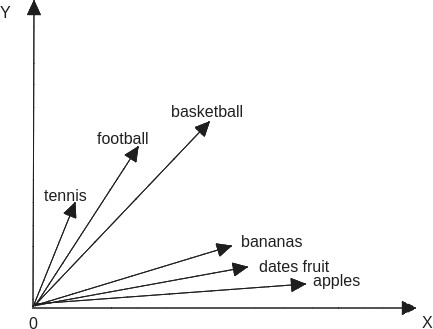 Y
basketball
football
tennis
bananas
dates fruit
apples
0
X